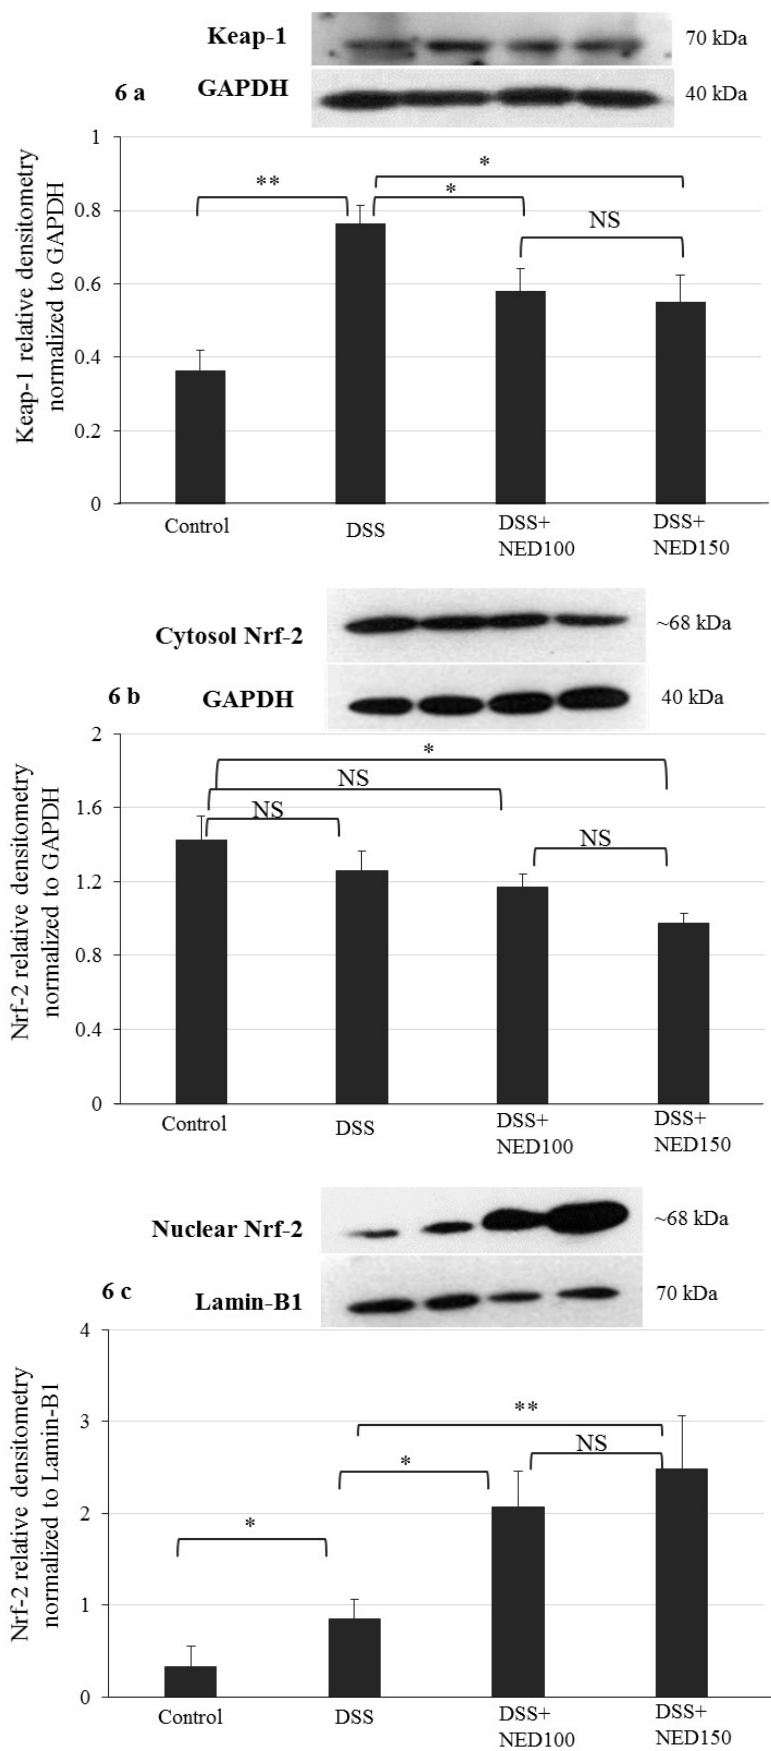 Keap-1
70 kDa
6 a
GAPDH
40 kDa
Keap-1 relative densitometry
normalized to GAPDH
1
0.8
0.6
0.4
0.2
0
**
*
*
NS
Control
DSS
DSS+
NED100
DSS+
NED150
Cytosol Nrf-2
~68 kDa
6 b
GAPDH
40 kDa
Nrf-2 relative densitometry
normalized to GAPDH
2
1.6
1.2
0.8
0.4
0
*
NS
NS
NS
Control
DSS
DSS+
NED100
DSS+
NED150
Nuclear Nrf-2
~68 kDa
6 c
Lamin-B1
70 kDa
Nrf-2 relative densitometry
normalized to Lamin-B1
4
3
2
1
0
**
NS
*
*
Control
DSS
DSS+
NED100
DSS+
NED150